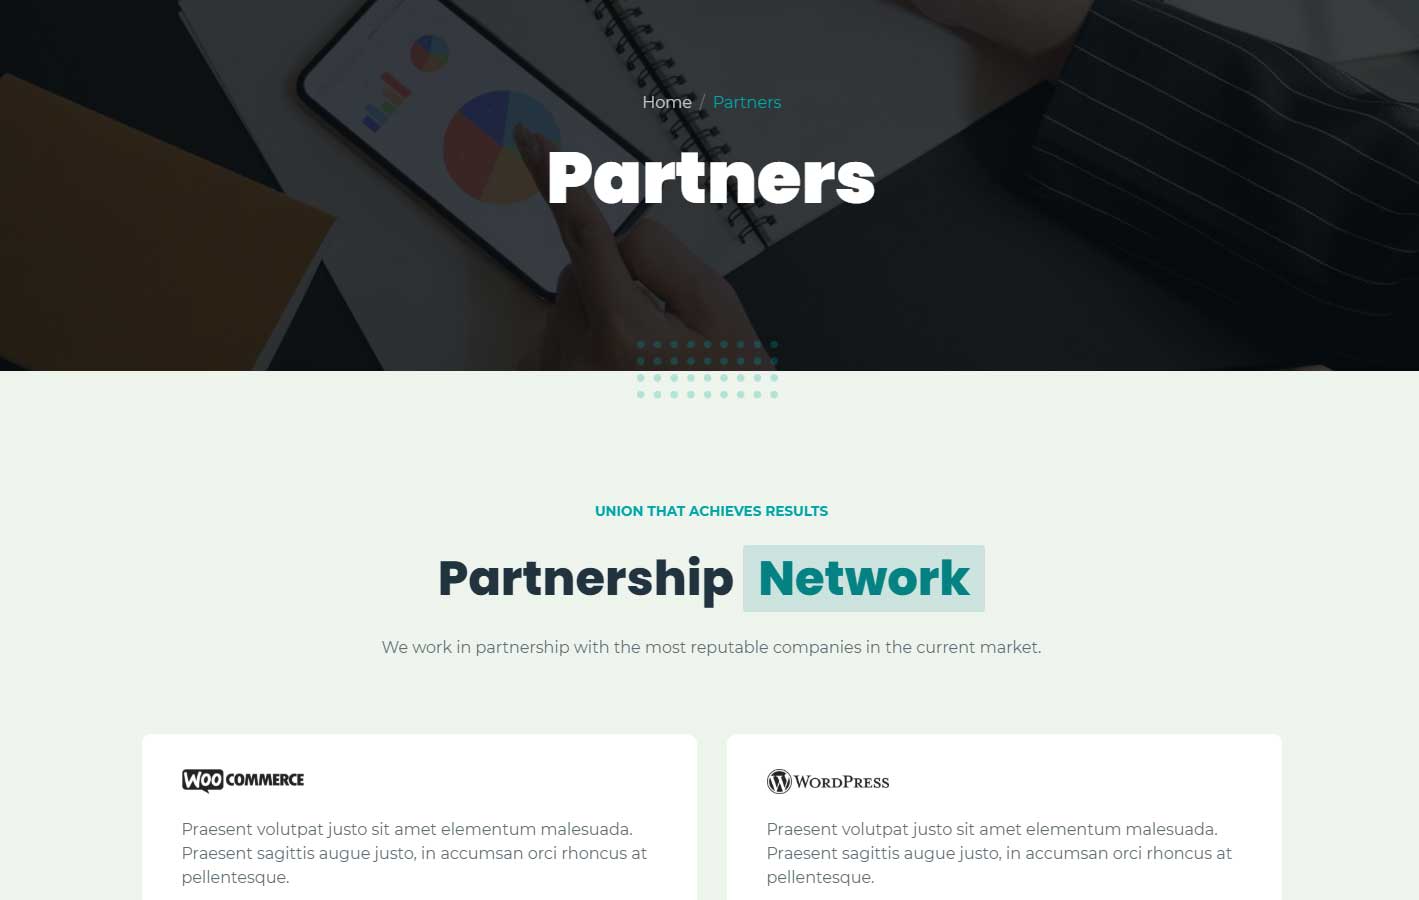 Home / Partners
Partners
UNION THAT ACHIEVES RESULTS
Partnership Network
We work in partnership with the most reputable companies in the current market.
WOO COMMERCE
Praesent volutpat justo sit amet elementum malesuada.
Praesent sagittis augue justo, in accumsan orci rhoncus at
pellentesque.
WORDPRESS
Praesent volutpat justo sit amet elementum malesuada.
Praesent sagittis augue justo, in accumsan orci rhoncus at
pellentesque.